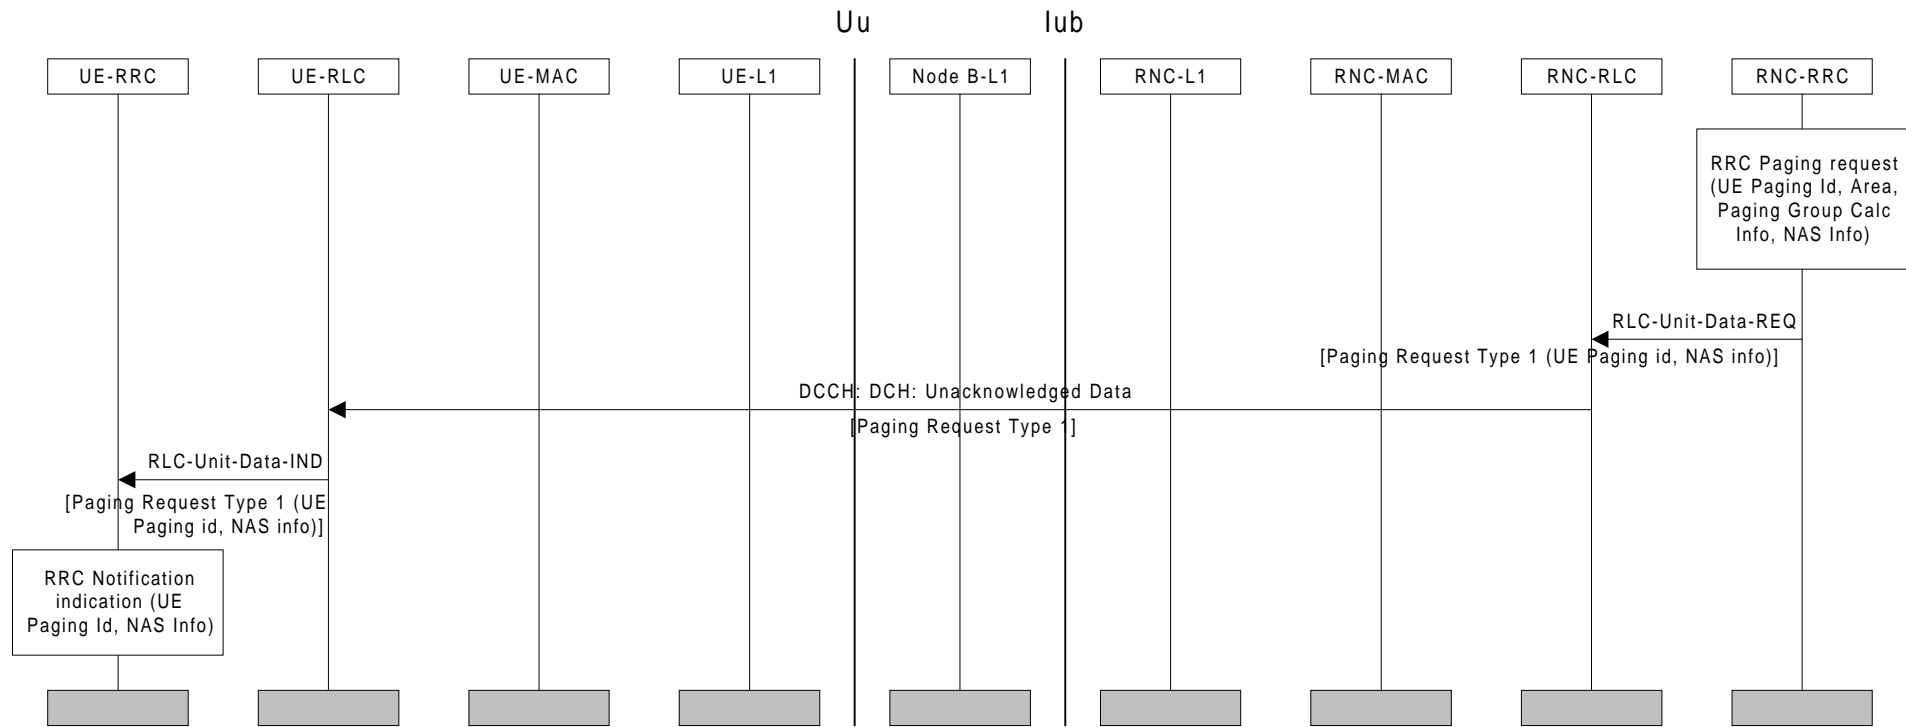 Uu
Iub
UE-RRC
UE-RLC
UE-MAC
UE-L1
Node B-L1
RNC-L1
RNC-MAC
RNC-RLC
RNC-RRC
RRC Paging request
(UE Paging Id, Area,
Paging Group Calc
Info, NAS Info)
RLC-Unit-Data-REQ
[Paging Request Type 1 (UE Paging id, NAS info)]
DCCH: DCH: Unacknowledged Data
[Paging Request Type 1]
RLC-Unit-Data-IND
[Paging Request Type 1 (UE
Paging id, NAS info)]
RRC Notification
indication (UE
Paging Id, NAS Info)